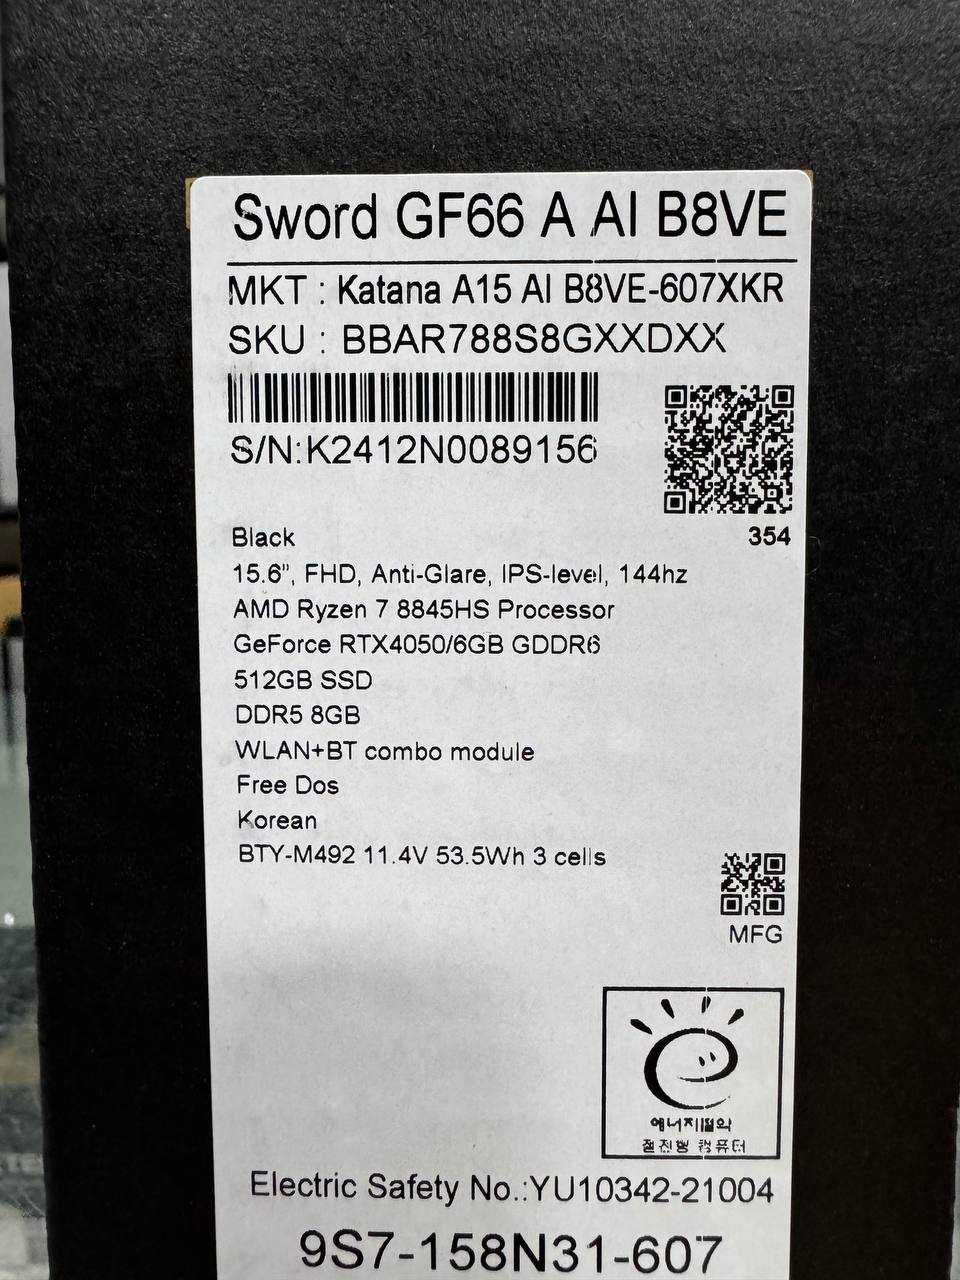 Sword GF66 A AI B8VE
MKT : Katana A15 AI B8VE-607XKR
SKU : BBAR788S8GXXDXX
S/N:K2412N0089156
354
Black
15.6”, FHD, Anti-Glare, IPS-level, 144hz
AMD Ryzen 7 8845HS Processor
GeForce RTX4050/6GB GDDR6
512GB SSD
DDR5 8GB
WLAN+BT combo module
Free Dos
Korean
BTY-M492 11.4V 53.5Wh 3 cells
MFG
에너지절약
절전형 컴퓨터
Electric Safety No.:YU10342-21004
9S7-158N31-607